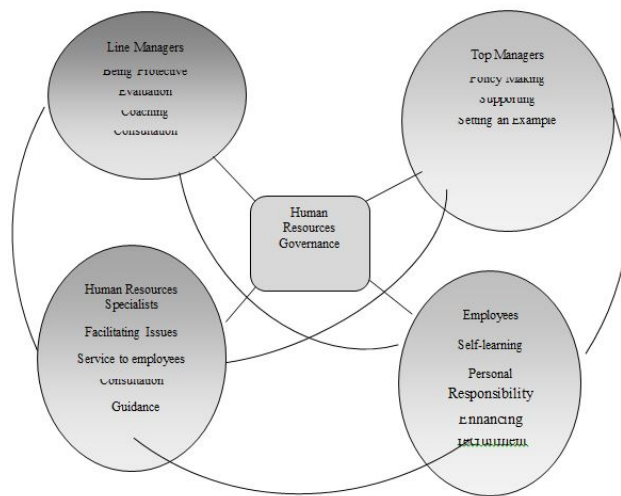 Line Managers
Being Protective
Evaluation
Coaching
Consultation
Top Managers
Policy Making
Supporting
Setting an Example
Human
Resources
Governance
Human Resources
Specialists
Facilitating Issues
Service to employees
Consultation
Guidance
Employees
Self-learning
Personal
Responsibility
Enhancing
recruitment